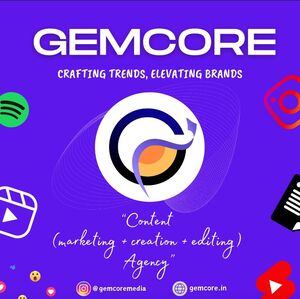 GEMCORE
CRAFTING TRENDS, ELEVATING BRANDS
"Content
(marketing + creation + editing)
Agency"
@gemcoremedia gemcore.in